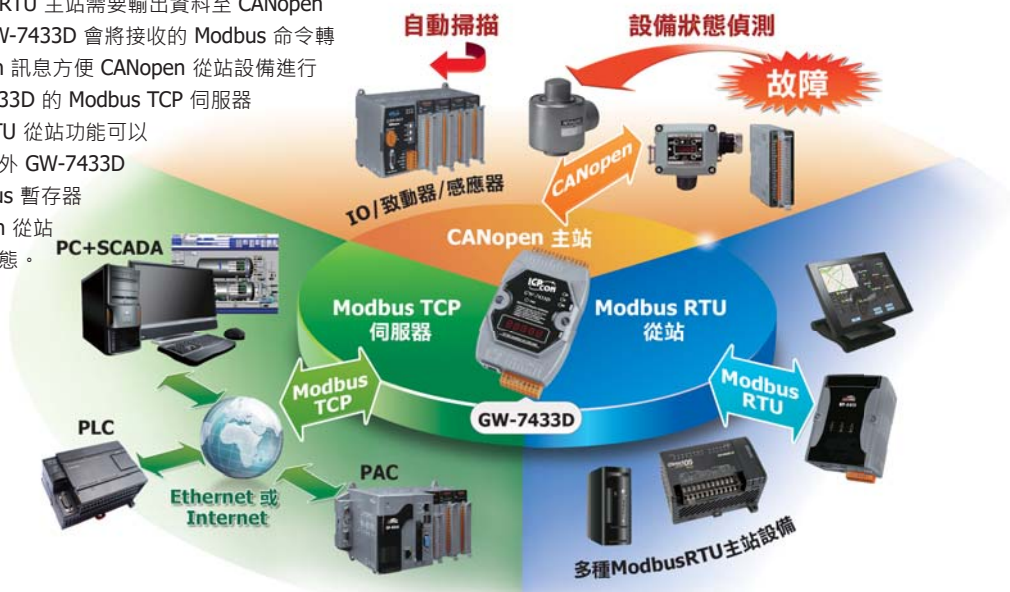 RTU 主站需要輸出資料至 CANopen
W-7433D 會將接收的 Modbus 命令轉
n 訊息方便 CANopen 從站設備進行
33D 的 Modbus TCP 伺服器
TU 從站功能可以
外 GW-7433D
us 暫存器
n 從站
態。
自動掃描
設備狀態偵測
故障
CANopen
IO/致動器/感應器
CANopen 主站
PC+SCADA
Modbus TCP
伺服器
ICP CON
GW-7433D
Modbus RTU
從站
Modbus
TCP
Modbus
RTU
GW-7433D
PLC
Ethernet 或
Internet
PAC
多種ModbusRTU主站設備